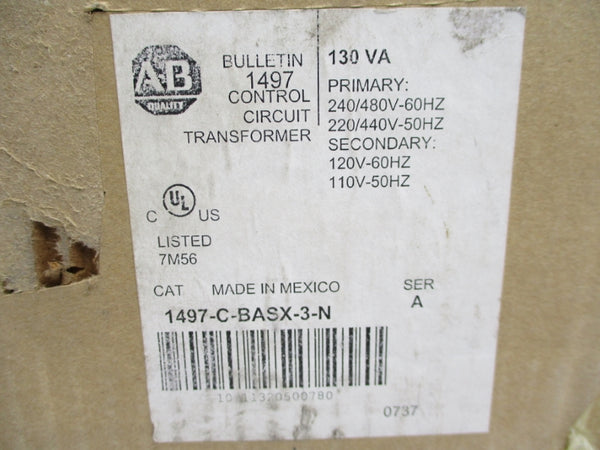 AB
QUALITY
BULLETIN
1497
CONTROL
CIRCUIT
TRANSFORMER
130 VA
PRIMARY:
240/480V-60HZ
220/440V-50HZ
SECONDARY:
120V-60HZ
110V-50HZ
C UL US
LISTED
7M56
CAT MADE IN MEXICO SER
A
1497-C-BASX-3-N
0737